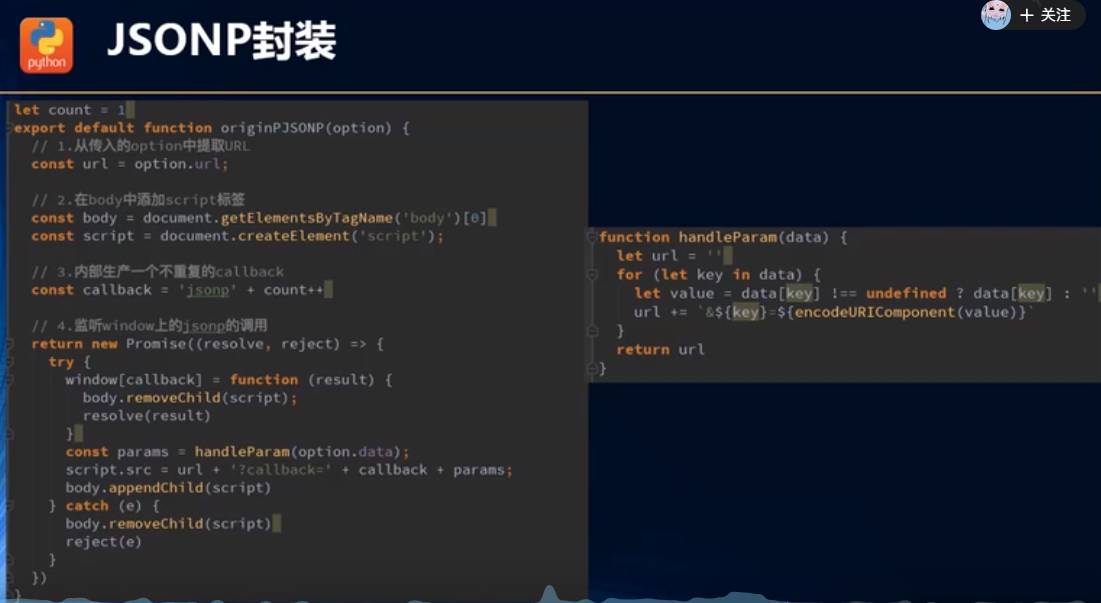 python
JSONP封装
+ 关注
let count = 1
export default function originPJSONP(option) {
// 1.从传入的option中提取URL
const url = option.url;
// 2.在body中添加script标签
const body = document.getElementsByTagName('body')[0]
const script = document.createElement('script');
// 3.内部生产一个不重复的callback
const callback = 'jsonp' + count++
// 4.监听window上的jsonp的调用
return new Promise((resolve, reject) => {
try {
window[callback] = function (result) {
body.removeChild(script);
resolve(result)
}
const params = handleParam(option.data);
script.src = url + '?callback=' + callback + params;
body.appendChild(script)
} catch (e) {
body.removeChild(script)
reject(e)
}
})
}
function handleParam(data) {
let url = ''
for (let key in data) {
let value = data[key] !== undefined ? data[key] : ''
url += `&${key}=${encodeURIComponent(value)}`
}
return url
}